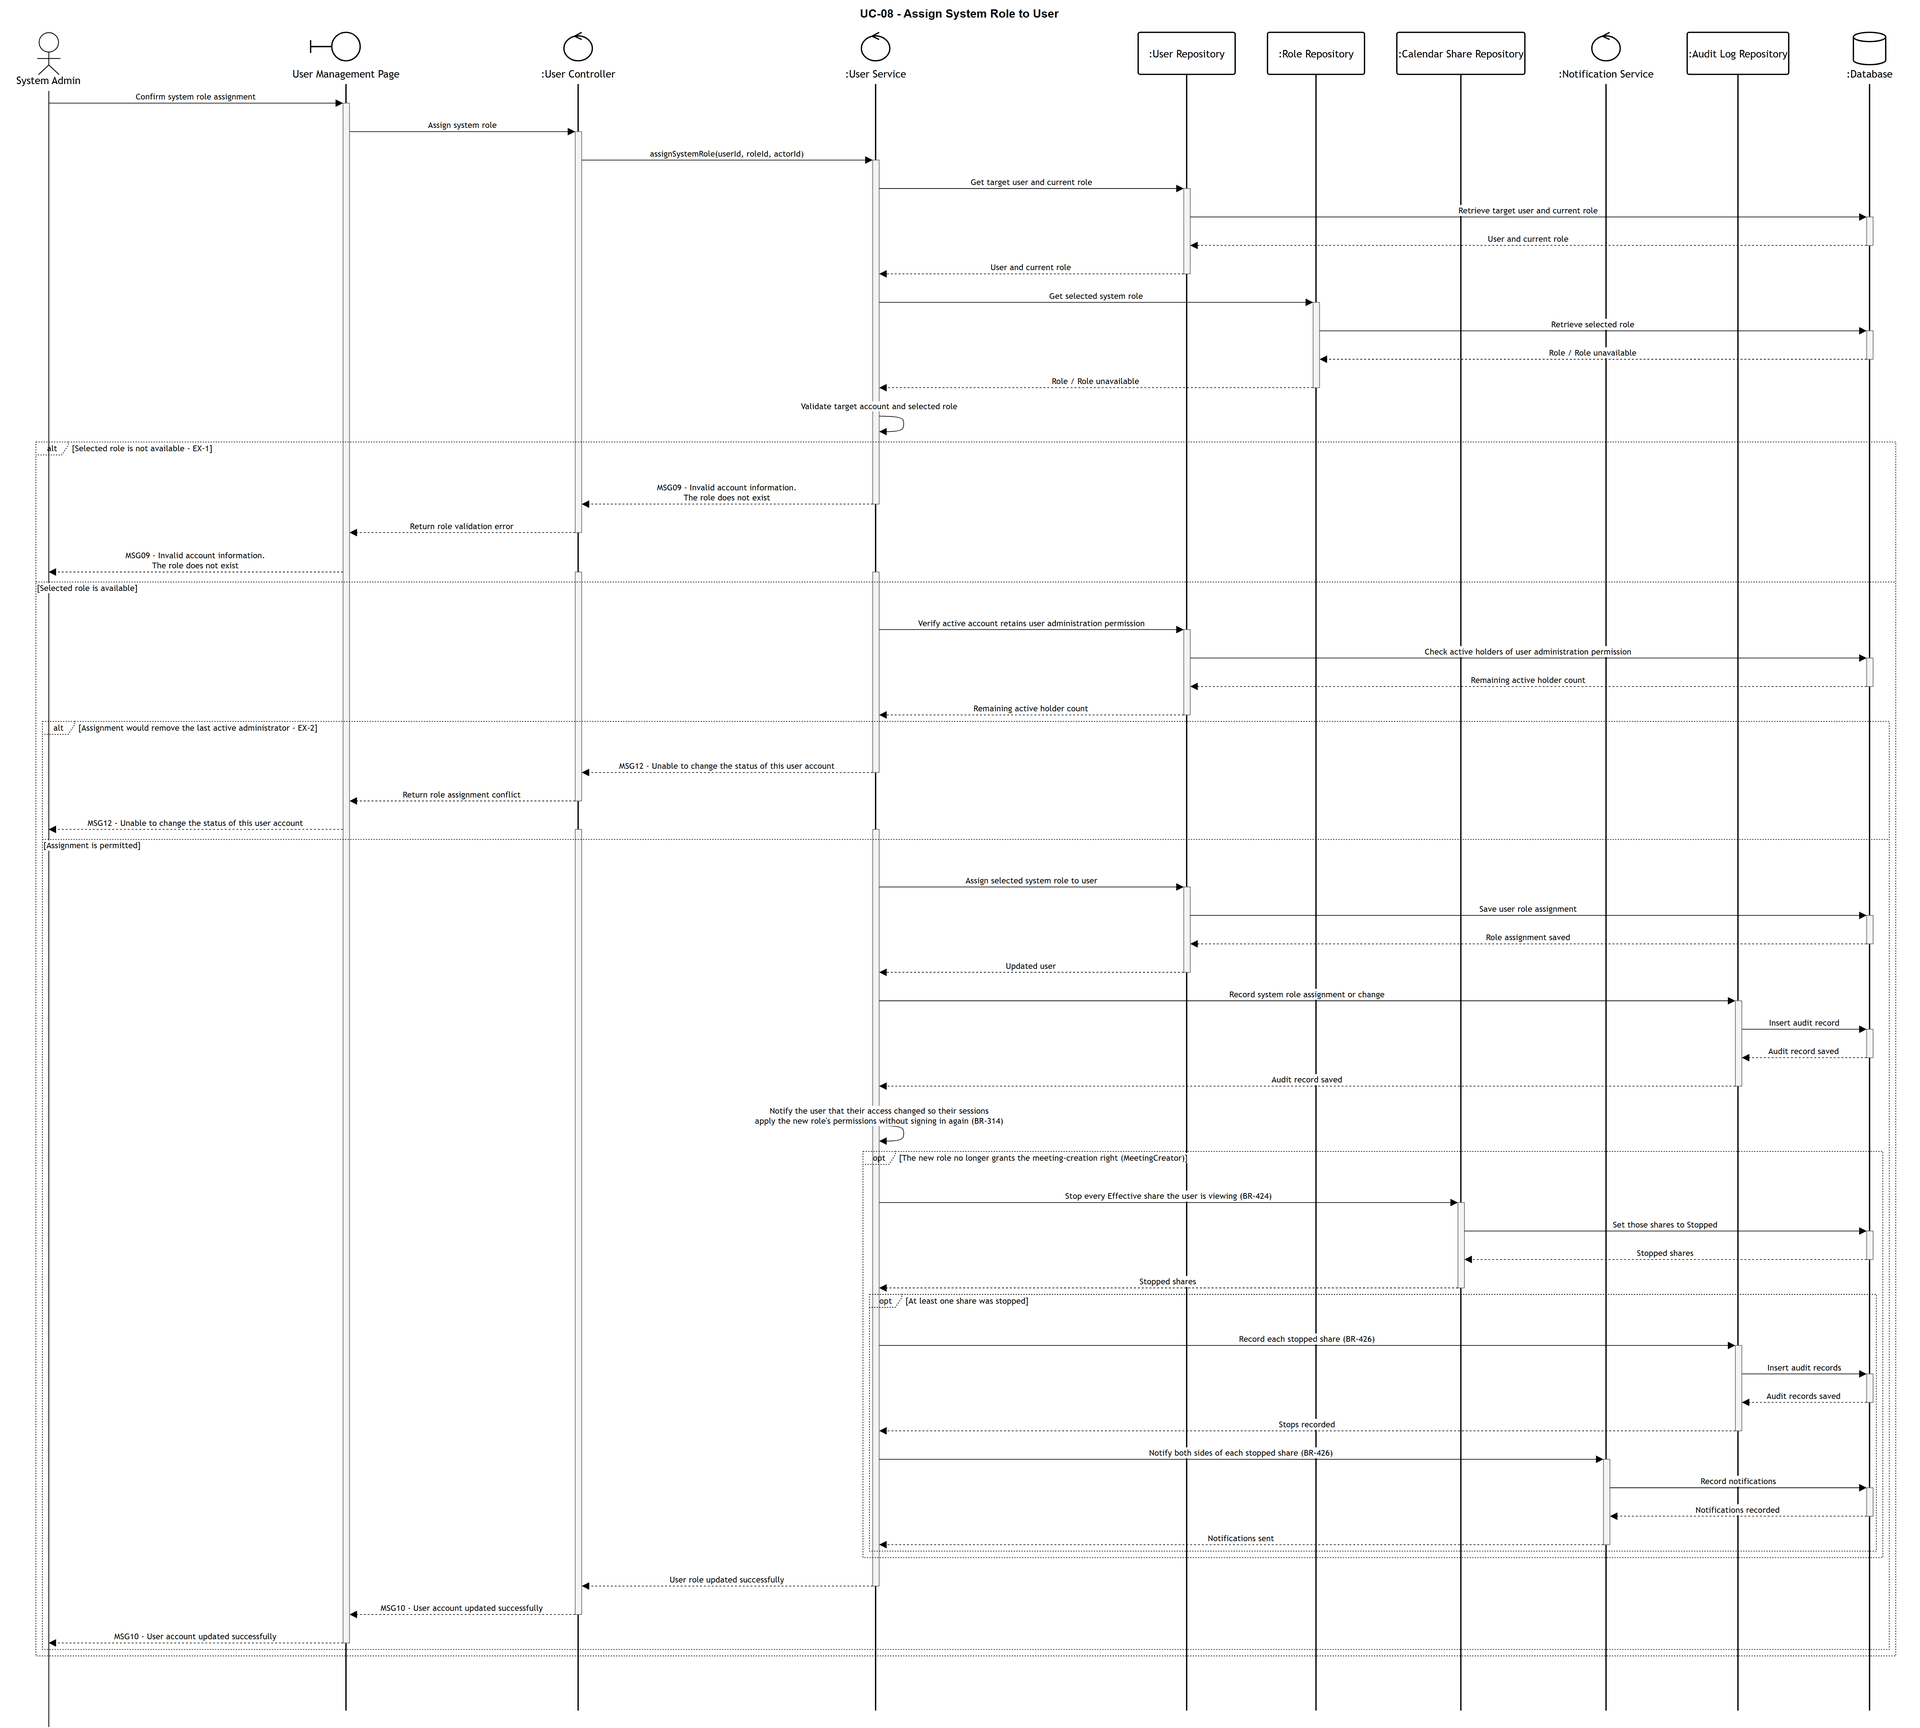 UC-08 - Assign System Role to User
System Admin
User Management Page
:User Controller
:User Service
:User Repository
:Role Repository
:Calendar Share Repository
:Notification Service
:Audit Log Repository
:Database
Confirm system role assignment
Assign system role
assignSystemRole(userId, roleId, actorId)
Get target user and current role
Retrieve target user and current role
User and current role
User and current role
Get selected system role
Retrieve selected role
Role / Role unavailable
Role / Role unavailable
Validate target account and selected role
alt
[Selected role is not available - EX-1]
MSG09 - Invalid account information.
The role does not exist
Return role validation error
MSG09 - Invalid account information.
The role does not exist
[Selected role is available]
Verify active account retains user administration permission
Check active holders of user administration permission
Remaining active holder count
Remaining active holder count
alt
[Assignment would remove the last active administrator - EX-2]
MSG12 - Unable to change the status of this user account
Return role assignment conflict
MSG12 - Unable to change the status of this user account
[Assignment is permitted]
Assign selected system role to user
Save user role assignment
Role assignment saved
Updated user
Record system role assignment or change
Insert audit record
Audit record saved
Audit record saved
Notify the user that their access changed so their sessions
apply the new role's permissions without signing in again (BR-314)
opt
[The new role no longer grants the meeting-creation right (MeetingCreator)]
Stop every Effective share the user is viewing (BR-424)
Set those shares to Stopped
Stopped shares
Stopped shares
opt
[At least one share was stopped]
Record each stopped share (BR-426)
Insert audit records
Audit records saved
Stops recorded
Notify both sides of each stopped share (BR-426)
Record notifications
Notifications recorded
Notifications sent
User role updated successfully
MSG10 - User account updated successfully
MSG10 - User account updated successfully